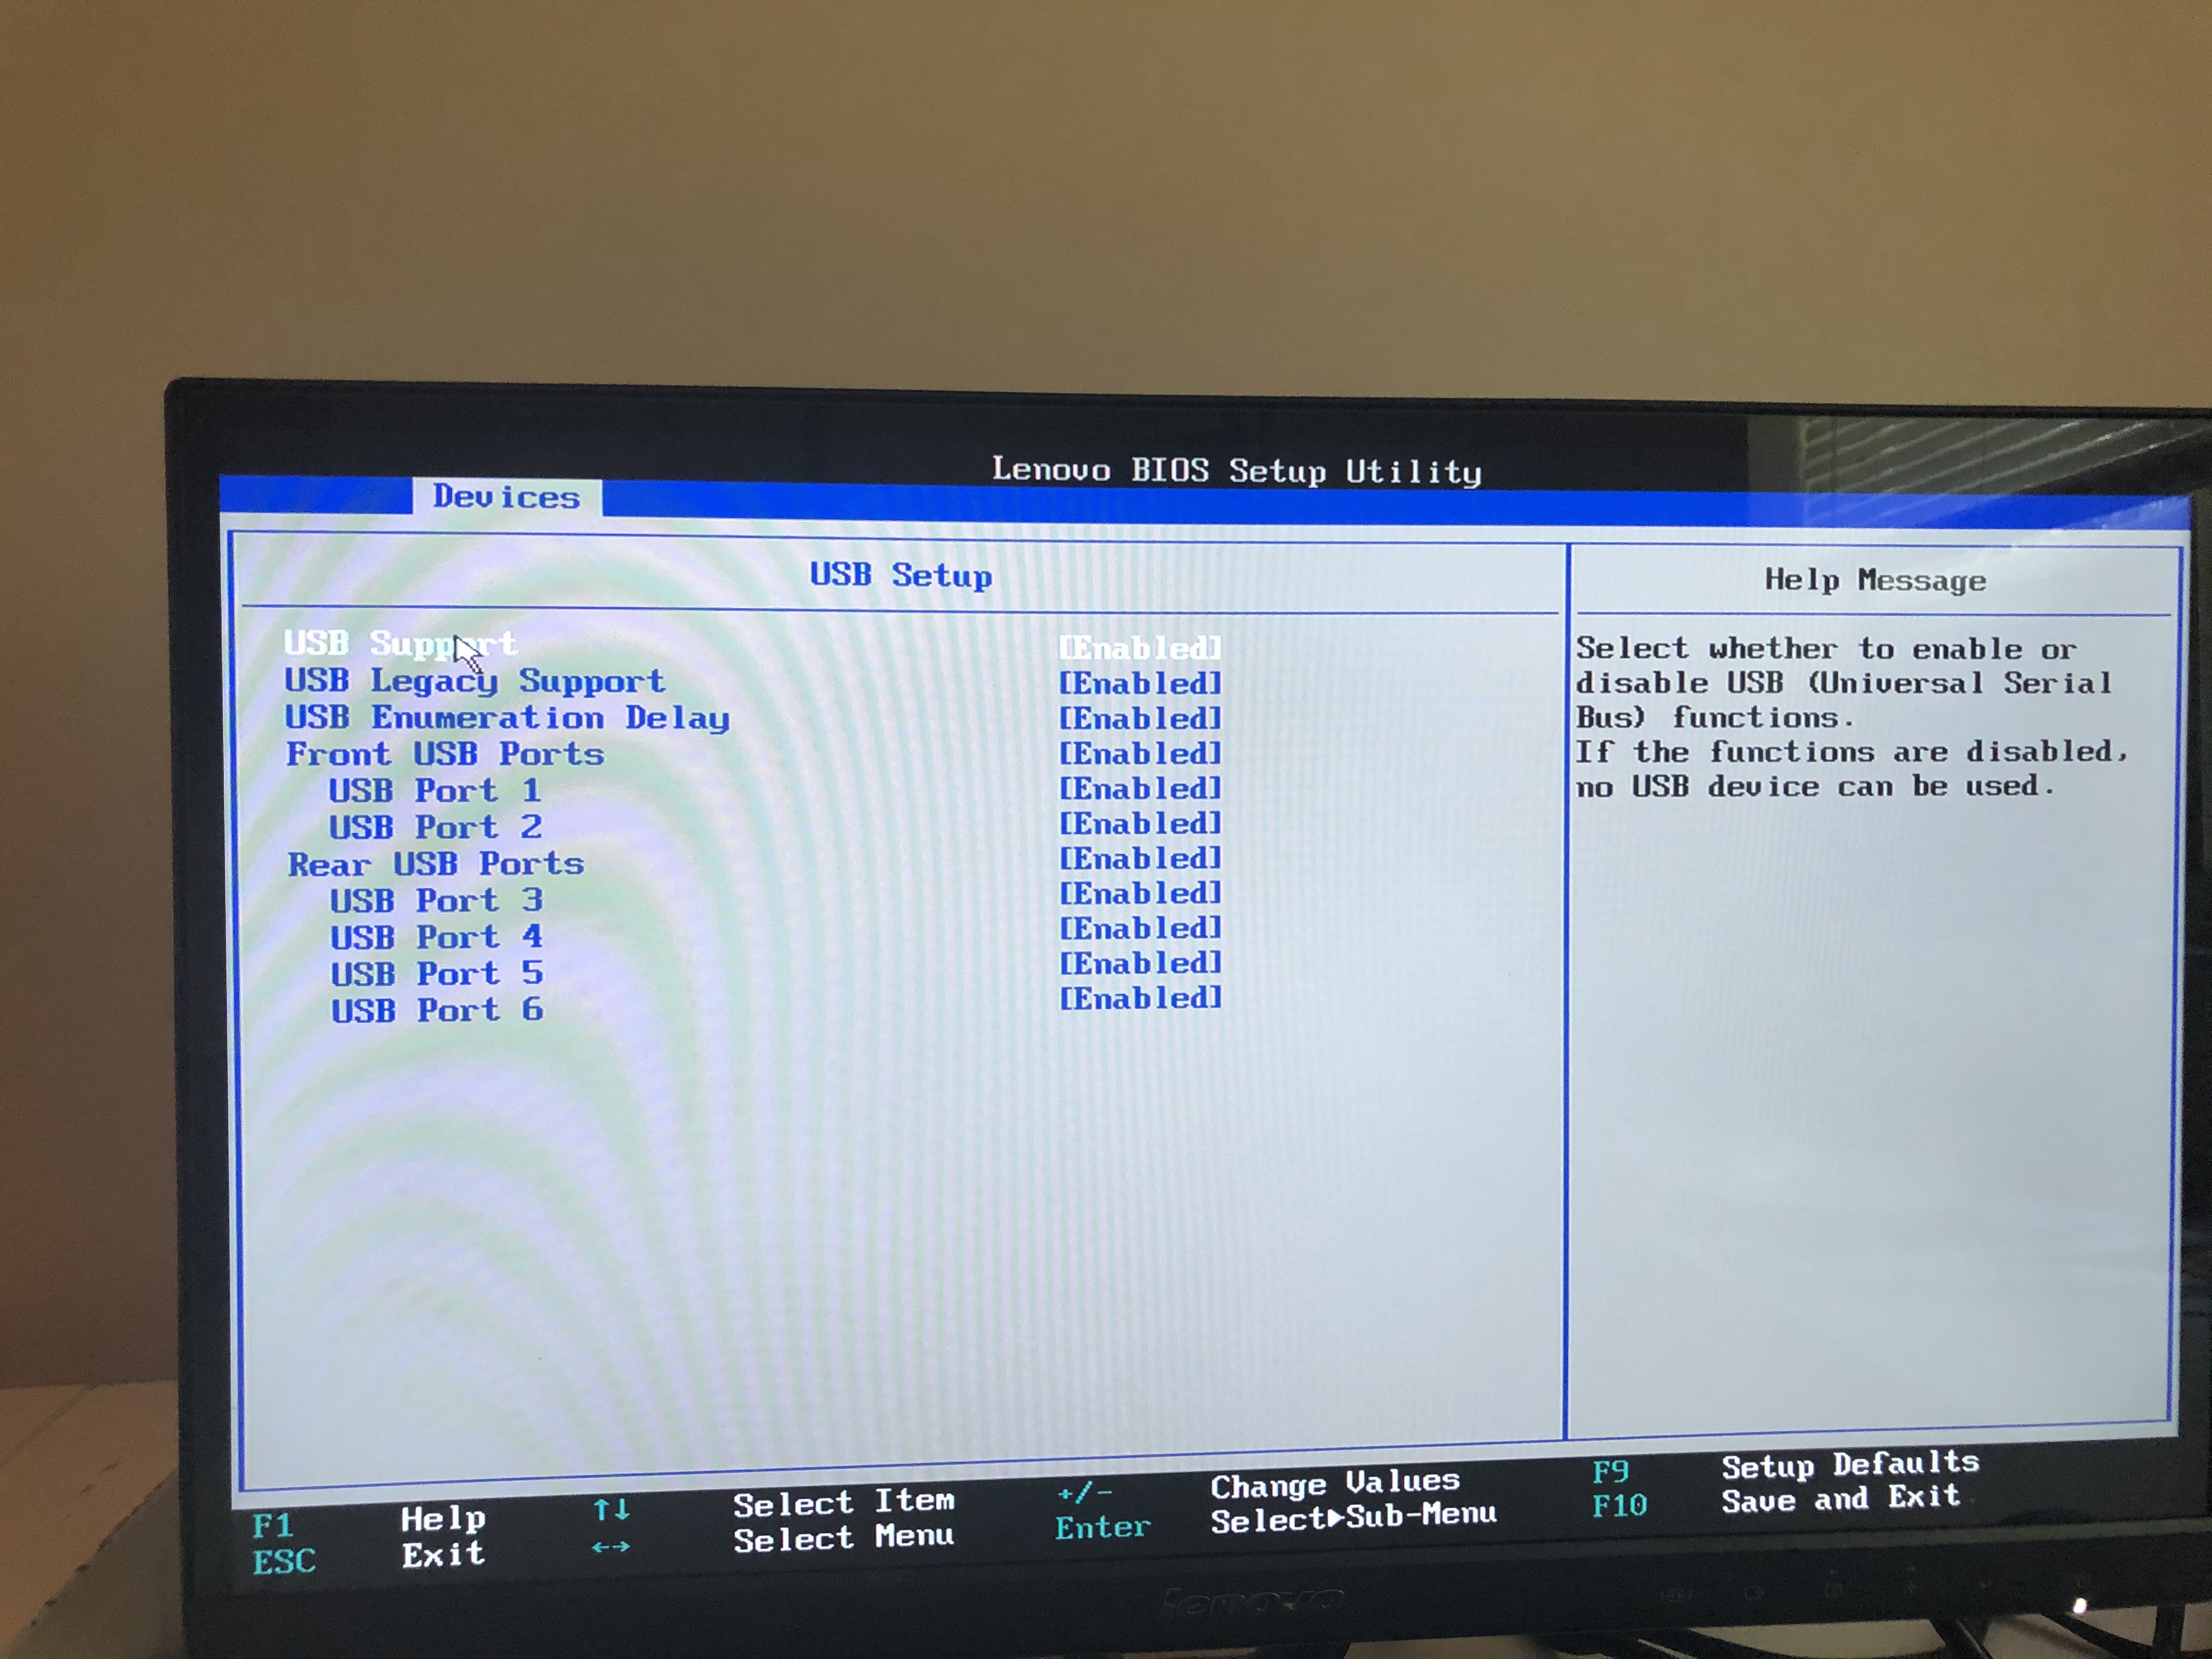 Lenovo BIOS Setup Utility
Devices
USB Setup
USB Support [Enabled]
USB Legacy Support [Enabled]
USB Enumeration Delay [Enabled]
Front USB Ports [Enabled]
USB Port 1 [Enabled]
USB Port 2 [Enabled]
Rear USB Ports [Enabled]
USB Port 3 [Enabled]
USB Port 4 [Enabled]
USB Port 5 [Enabled]
USB Port 6 [Enabled]
Help Message
Select whether to enable or
disable USB (Universal Serial
Bus) functions.
If the functions are disabled,
no USB device can be used.
F1 Help ↑↓ Select Item +/- Change Values F9 Setup Defaults
ESC Exit ←→ Select Menu Enter Select▶Sub-Menu F10 Save and Exit
lenovo